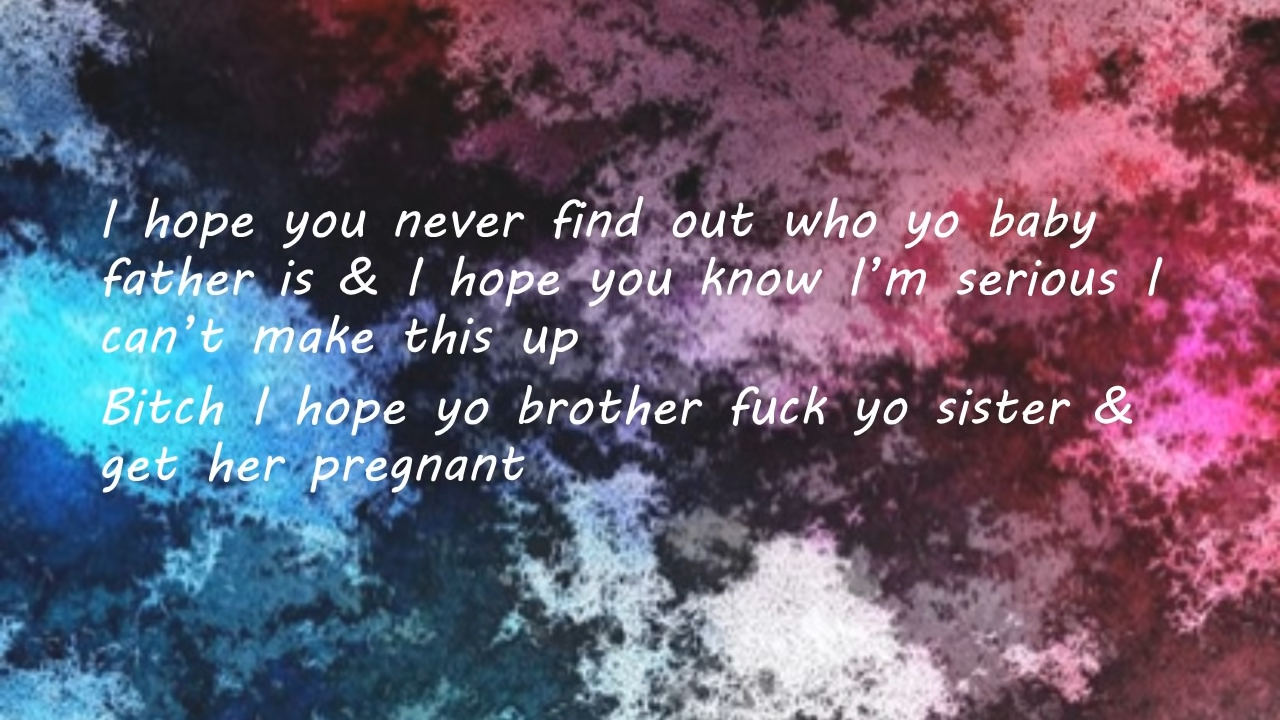 I hope you never find out who yo baby
father is & I hope you know I'm serious I
can't make this up
Bitch I hope yo brother fuck yo sister &
get her pregnant